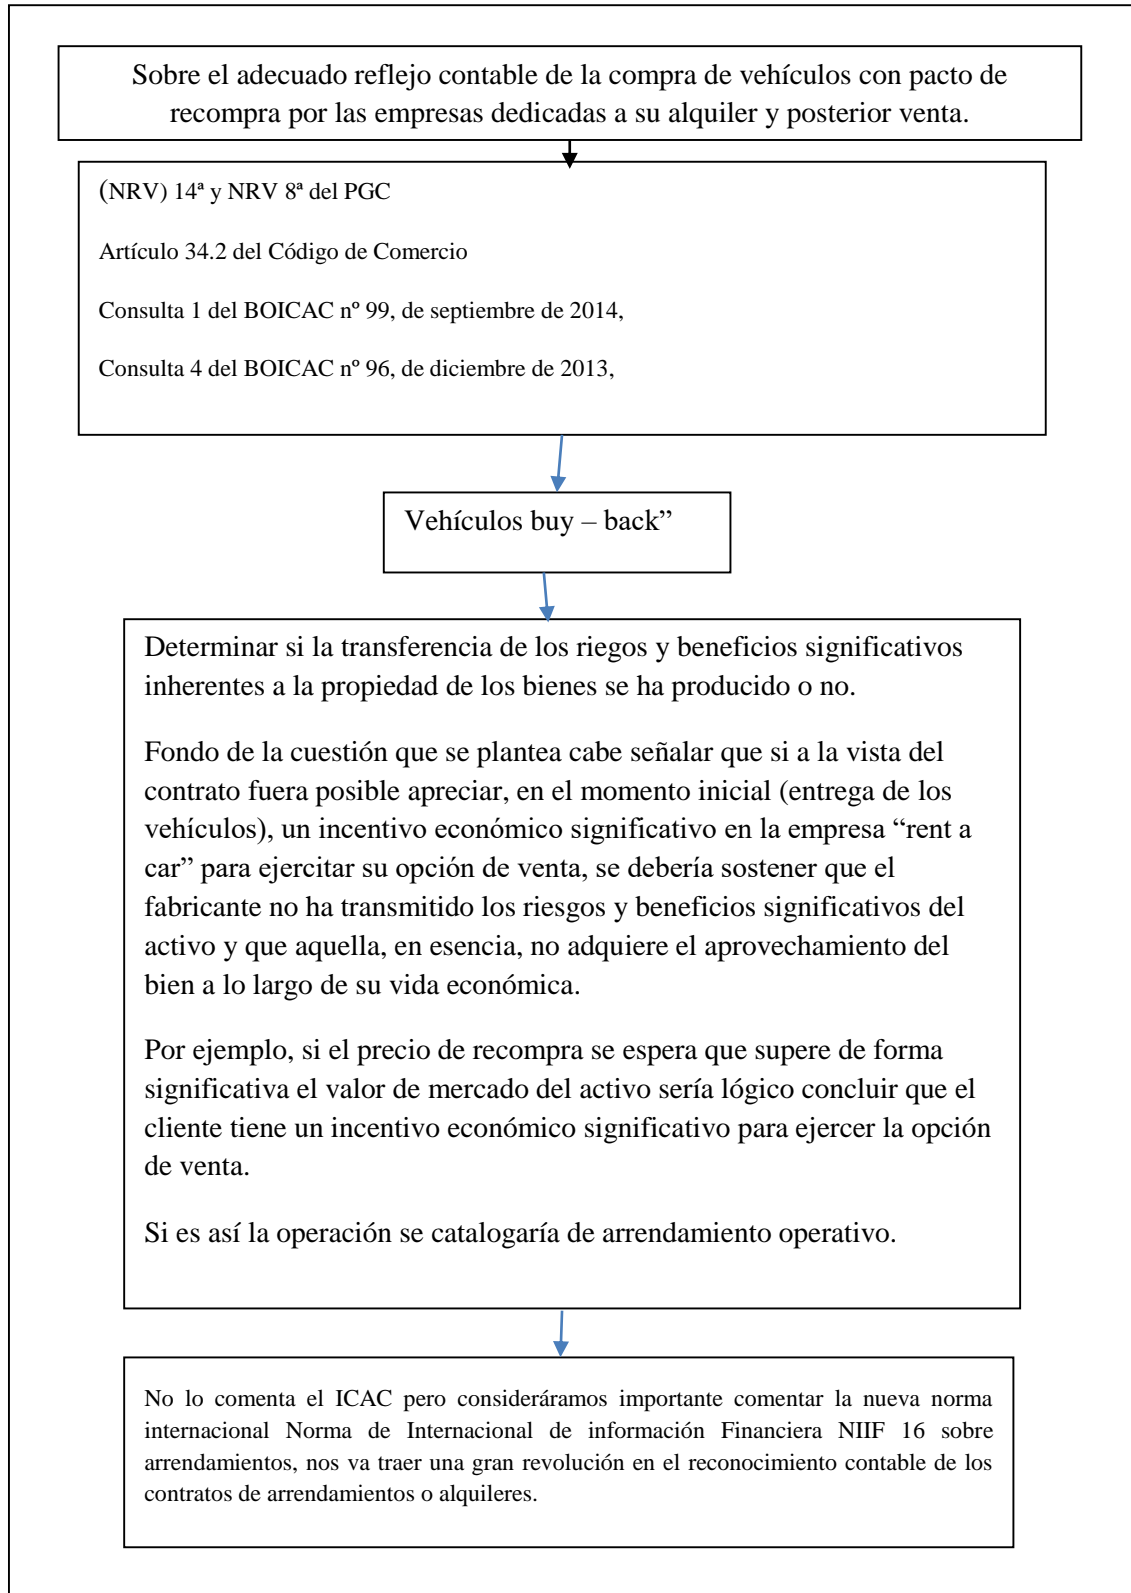 Sobre el adecuado reflejo contable de la compra de vehículos con pacto de
recompra por las empresas dedicadas a su alquiler y posterior venta.
(NRV) 14ª y NRV 8ª del PGC
Artículo 34.2 del Código de Comercio
Consulta 1 del BOICAC nº 99, de septiembre de 2014,
Consulta 4 del BOICAC nº 96, de diciembre de 2013,
Vehículos buy – back”
Determinar si la transferencia de los riegos y beneficios significativos
inherentes a la propiedad de los bienes se ha producido o no.
Fondo de la cuestión que se plantea cabe señalar que si a la vista del
contrato fuera posible apreciar, en el momento inicial (entrega de los
vehículos), un incentivo económico significativo en la empresa “rent a
car” para ejercitar su opción de venta, se debería sostener que el
fabricante no ha transmitido los riesgos y beneficios significativos del
activo y que aquella, en esencia, no adquiere el aprovechamiento del
bien a lo largo de su vida económica.
Por ejemplo, si el precio de recompra se espera que supere de forma
significativa el valor de mercado del activo sería lógico concluir que el
cliente tiene un incentivo económico significativo para ejercer la opción
de venta.
Si es así la operación se catalogaría de arrendamiento operativo.
No lo comenta el ICAC pero consideráramos importante comentar la nueva norma
internacional Norma de Internacional de información Financiera NIIF 16 sobre
arrendamientos, nos va traer una gran revolución en el reconocimiento contable de los
contratos de arrendamientos o alquileres.